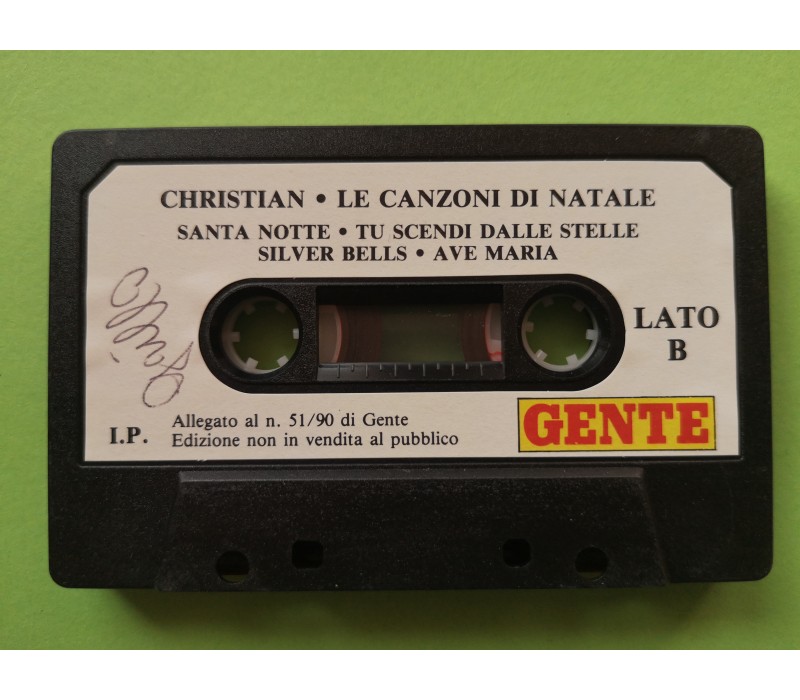 CHRISTIAN • LE CANZONI DI NATALE
SANTA NOTTE • TU SCENDI DALLE STELLE
SILVER BELLS • AVE MARIA
LATO
B
I.P.
Allegato al n. 51/90 di Gente
Edizione non in vendita al pubblico
GENTE